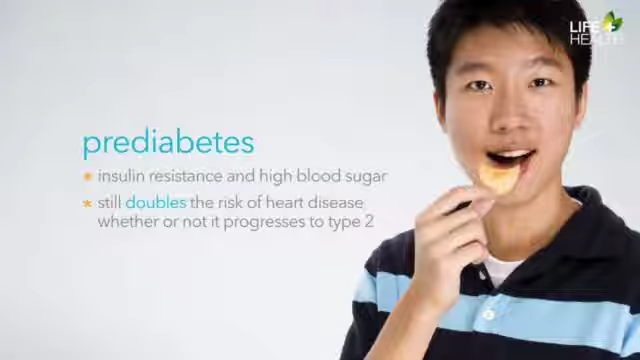 LIFE+
HEALTH
prediabetes
* insulin resistance and high blood sugar
* still doubles the risk of heart disease
whether or not it progresses to type 2